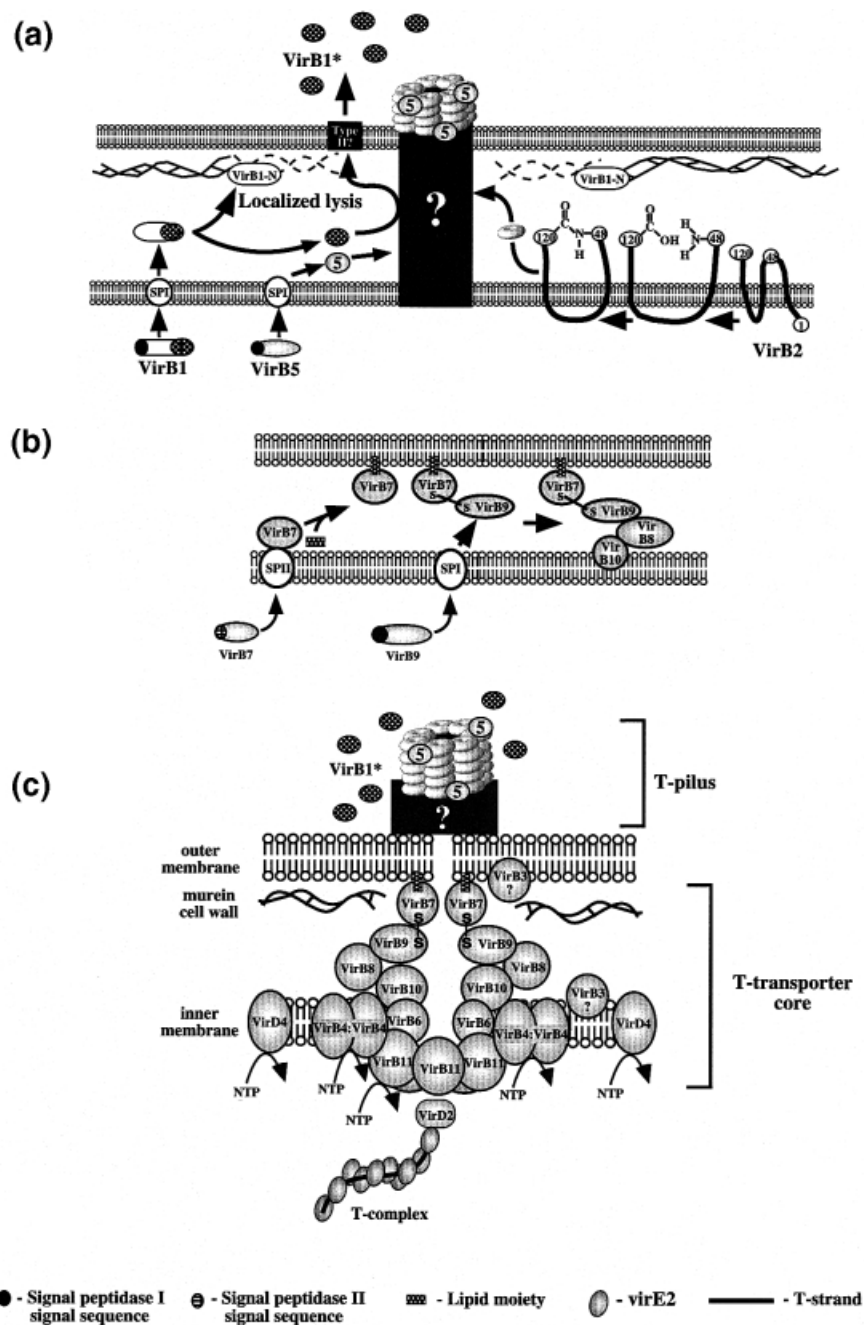 (a)
VirB1*
5
5
5
Type
II?
VirB1-N
Localized lysis
?
VirB1-N
5
SPI
SPI
VirB1
VirB5
O
C
N
H
120
49
O
C
OH
H
N
H
120
48
120
48
1
VirB2
(b)
VirB7
VirB7
S
S VirB9
VirB7
S
S VirB9
Vir
B8
Vir
B10
VirB7
SPII
SPI
VirB7
VirB9
(c)
VirB1*
5
5
5
?
T-pilus
outer
membrane
murein
cell wall
VirB3
?
VirB7
VirB7
S
S
S
S
VirB9
VirB9
VirB8
VirB8
VirB10
VirB10
T-transporter
core
inner
membrane
VirD4
VirB4:VirB4
VirB6
VirB6
VirB4:VirB4
VirB3
?
VirD4
VirB11
VirB11
VirB11
NTP
NTP
NTP
NTP
NTP
VirD2
T-complex
- Signal peptidase I
signal sequence
- Signal peptidase II
signal sequence
- Lipid moiety
- virE2
- T-strand